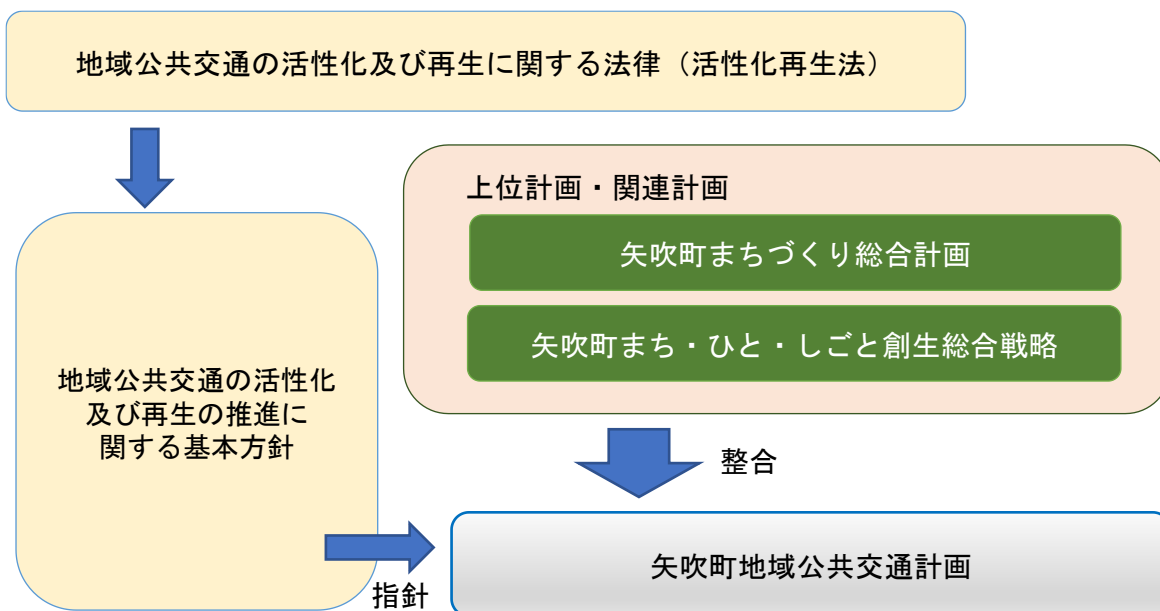 地域公共交通の活性化及び再生に関する法律（活性化再生法）
上位計画・関連計画
矢吹町まちづくり総合計画
矢吹町まち・ひと・しごと創生総合戦略
地域公共交通の活性化
及び再生の推進に
関する基本方針
整合
指針
矢吹町地域公共交通計画